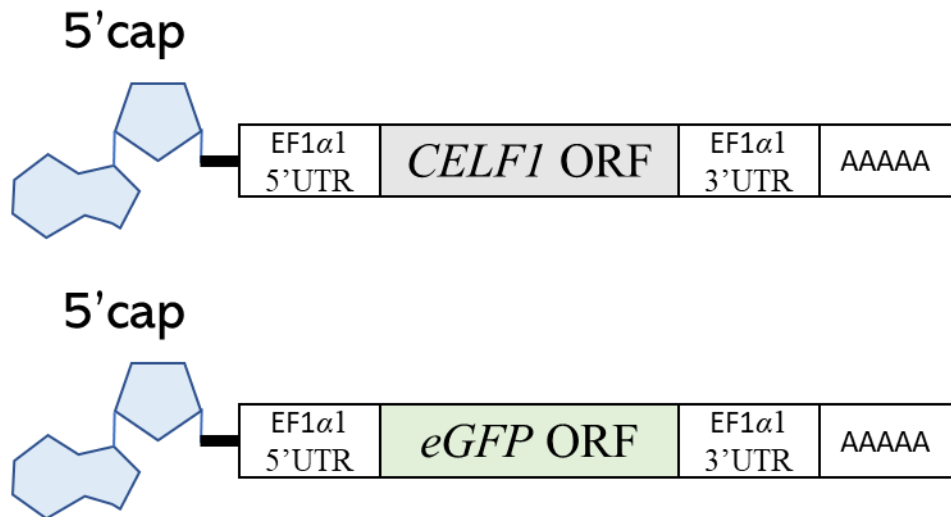 5’cap
EF1α1 CELF1 ORF EF1α1 AAAAA
5’UTR 3’UTR
5’cap
EF1α1 eGFP ORF EF1α1 AAAAA
5’UTR 3’UTR